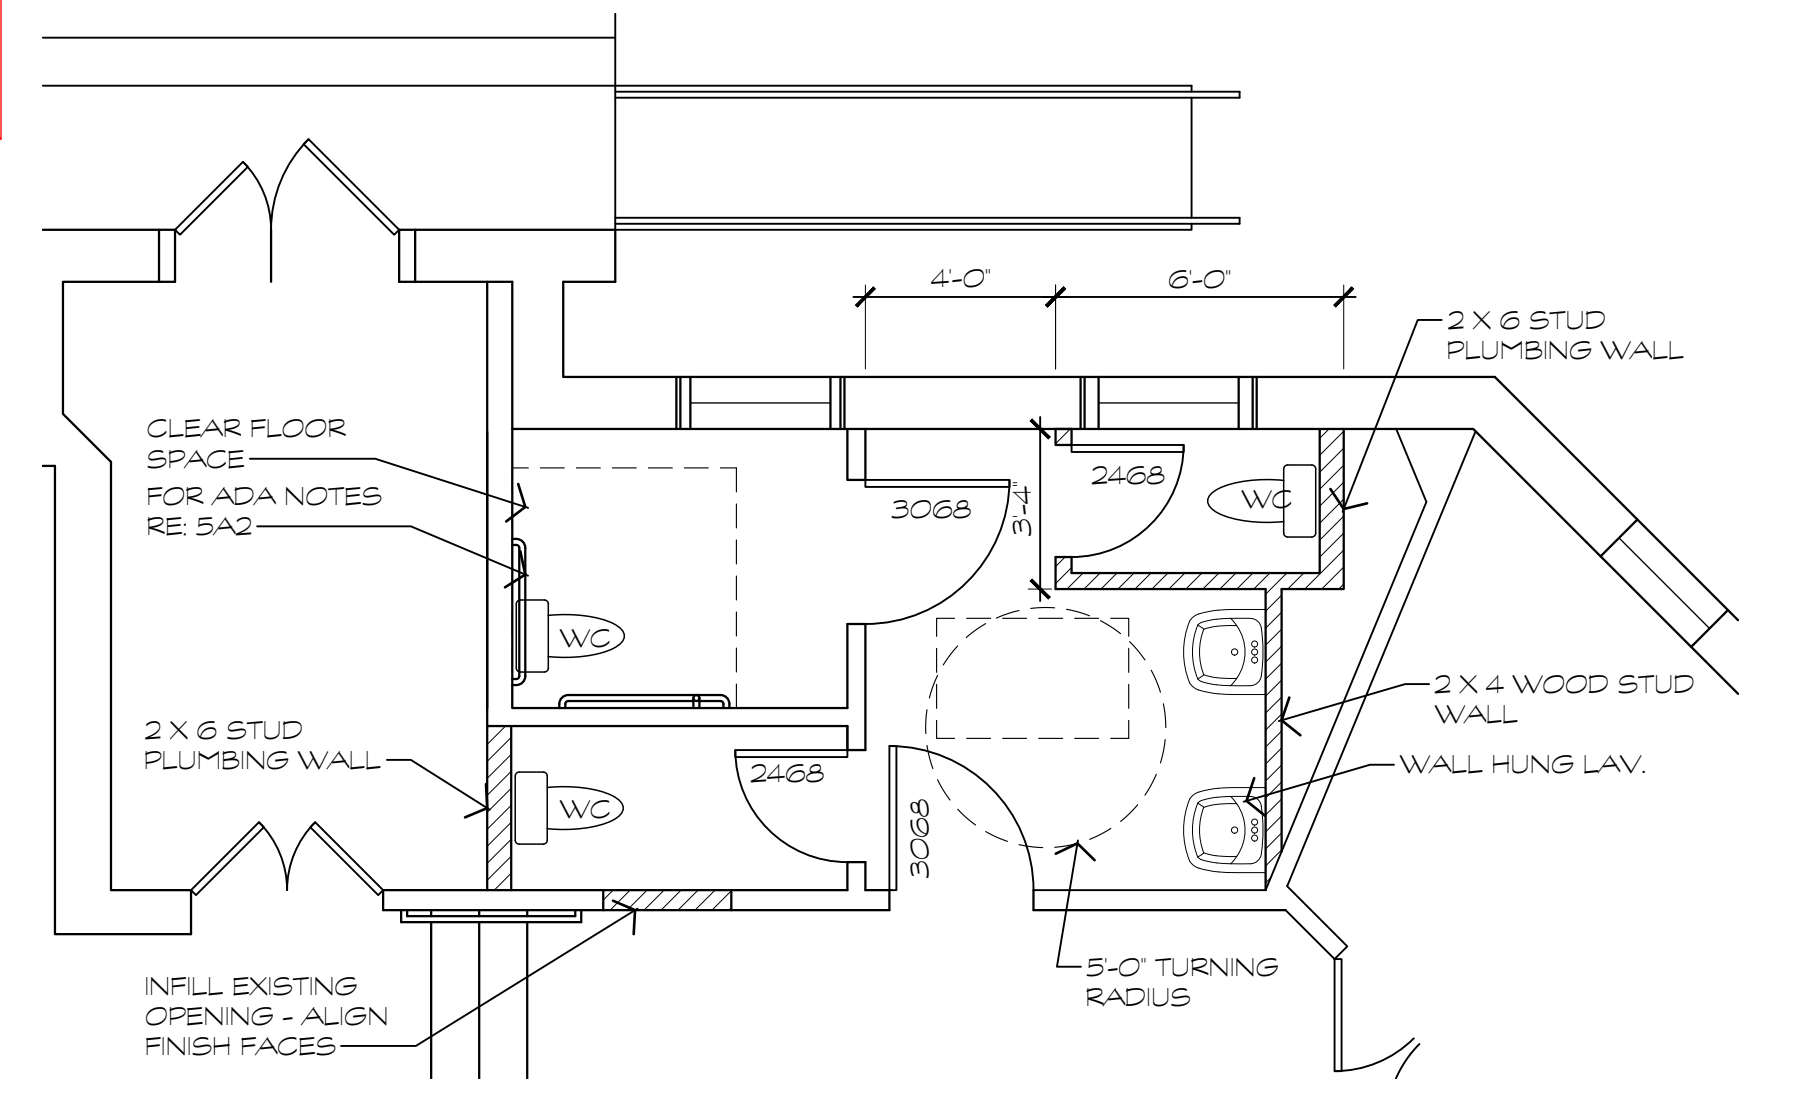 4'-0"
6'-0"
2 X 6 STUD
PLUMBING WALL
CLEAR FLOOR
SPACE
FOR ADA NOTES
RE: 5A2
3068
3'-4"
2468
WC
WC
2 X 6 STUD
PLUMBING WALL
2 X 4 WOOD STUD
WALL
WALL HUNG LAV.
2468
WC
3068
5'-0" TURNING
RADIUS
INFILL EXISTING
OPENING - ALIGN
FINISH FACES